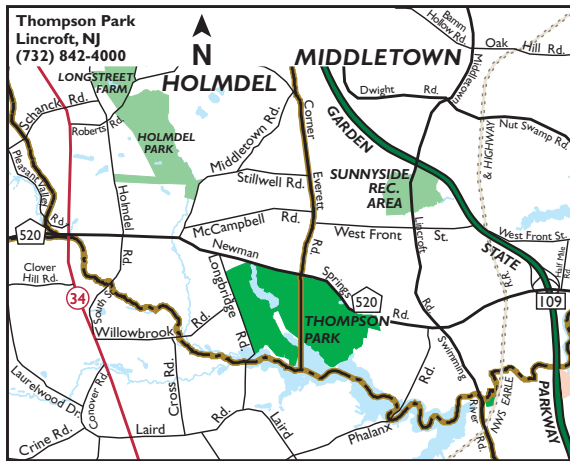 Thompson Park
Lincroft, NJ
(732) 842-4000
N
HOLMDEL
MIDDLETOWN
Bamm
Hollow Rd.
Oak Hill Rd.
Middletown
LONGSTREET
FARM
Schanck Rd.
Roberts Rd.
HOLMDEL
PARK
Middletown Rd.
Corner
Everett
Rd.
GARDEN
STATE
PARKWAY
Dwight Rd.
& HIGHWAY
R.R.
NWS EARLE
Nut Swamp Rd.
Pleasant Valley
Rd.
Holmdel
Rd.
Stillwell Rd.
SUNNYSIDE
REC.
AREA
McCampbell Rd.
West Front St.
West Front St.
Lincroft
Rd.
Half Mile
Rd.
520
Newman
Springs
Rd.
520
109
Clover
Hill Rd.
34
South St.
Longbridge
Rd.
THOMPSON
PARK
Willowbrook Rd.
Swimming
River
Rd.
Laurelwood Dr.
Conover Rd.
Cross Rd.
Crine Rd.
Laird Rd.
Laird
Phalanx Rd.